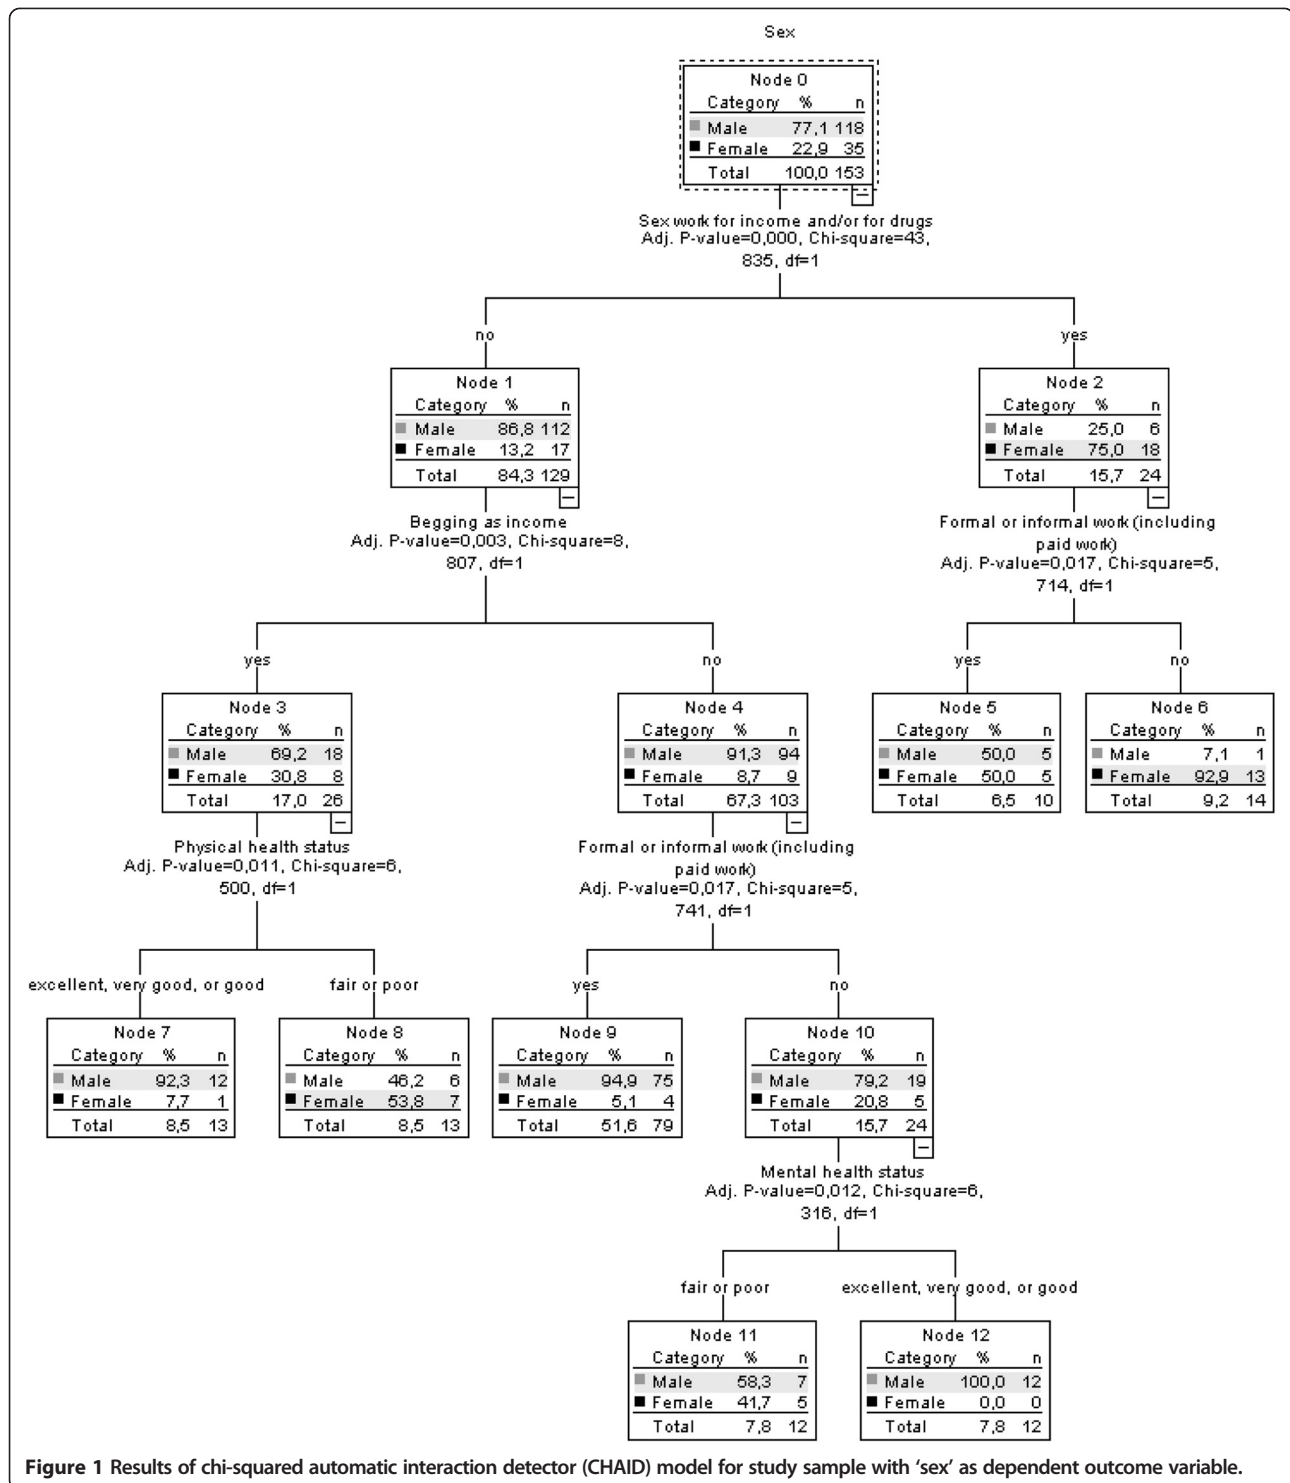 Sex
Node 0
Category % n
Male 77,1 118
Female 22,9 35
Total 100,0 153
Sex work for income and/or for drugs
Adj. P-value=0,000, Chi-square=43,
835, df=1
no
yes
Node 1
Category % n
Male 86,8 112
Female 13,2 17
Total 84,3 129
Node 2
Category % n
Male 25,0 6
Female 75,0 18
Total 15,7 24
Begging as income
Adj. P-value=0,003, Chi-square=8,
807, df=1
Formal or informal work (including
paid work)
Adj. P-value=0,017, Chi-square=5,
714, df=1
yes
no
yes
no
Node 3
Category % n
Male 69,2 18
Female 30,8 8
Total 17,0 26
Node 4
Category % n
Male 91,3 94
Female 8,7 9
Total 67,3 103
Node 5
Category % n
Male 50,0 5
Female 50,0 5
Total 6,5 10
Node 6
Category % n
Male 7,1 1
Female 92,9 13
Total 9,2 14
Physical health status
Adj. P-value=0,011, Chi-square=6,
500, df=1
Formal or informal work (including
paid work)
Adj. P-value=0,017, Chi-square=5,
741, df=1
excellent, very good, or good
fair or poor
yes
no
Node 7
Category % n
Male 92,3 12
Female 7,7 1
Total 8,5 13
Node 8
Category % n
Male 46,2 6
Female 53,8 7
Total 8,5 13
Node 9
Category % n
Male 94,9 75
Female 5,1 4
Total 51,6 79
Node 10
Category % n
Male 79,2 19
Female 20,8 5
Total 15,7 24
Mental health status
Adj. P-value=0,012, Chi-square=6,
316, df=1
fair or poor
excellent, very good, or good
Node 11
Category % n
Male 58,3 7
Female 41,7 5
Total 7,8 12
Node 12
Category % n
Male 100,0 12
Female 0,0 0
Total 7,8 12
Figure 1 Results of chi-squared automatic interaction detector (CHAID) model for study sample with ‘sex’ as dependent outcome variable.